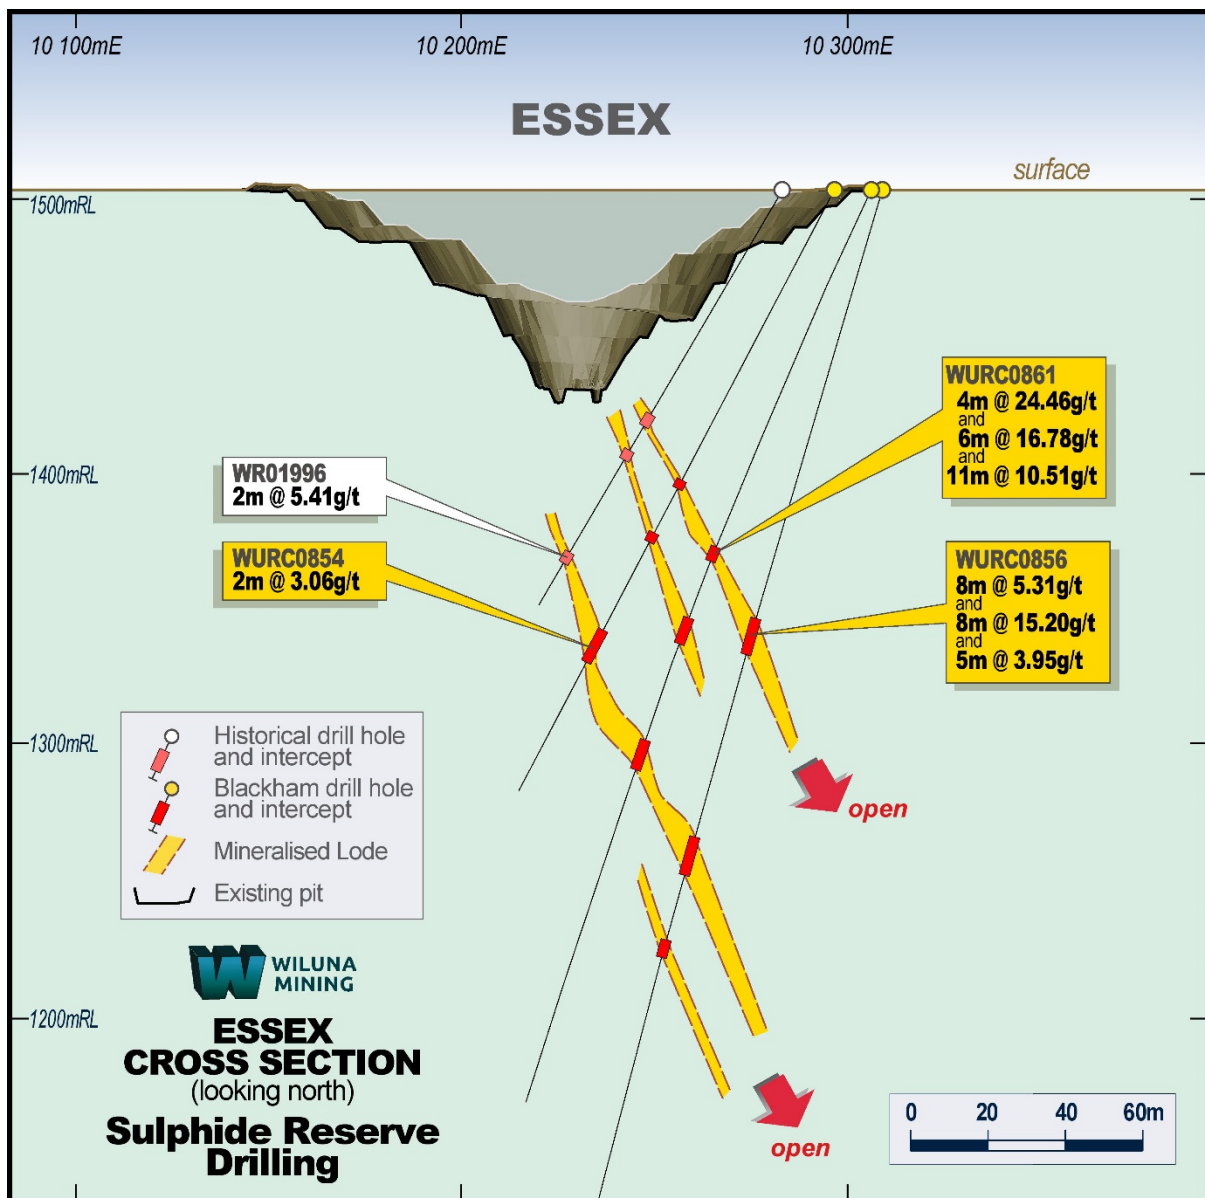 10 100mE
10 200mE
10 300mE
ESSEX
surface
1500mRL
WURC0861
4m @ 24.46g/t
and
6m @ 16.78g/t
and
11m @ 10.51g/t
1400mRL
WR01996
2m @ 5.41g/t
WURC0854
2m @ 3.06g/t
WURC0856
8m @ 5.31g/t
and
8m @ 15.20g/t
and
5m @ 3.95g/t
1300mRL
Historical drill hole
and intercept
Blackham drill hole
and intercept
Mineralised Lode
Existing pit
open
WILUNA
MINING
1200mRL
ESSEX
CROSS SECTION
(looking north)
Sulphide Reserve
Drilling
open
0 20 40 60m